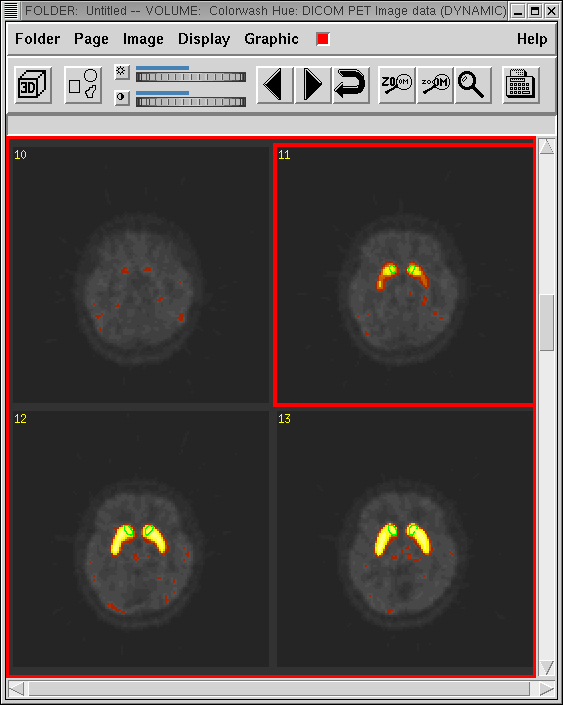 FOLDER: Untitled -- VOLUME: Colorwash Hue: DICOM PET Image data (DYNAMIC)
Folder Page Image Display Graphic Help
3D ZOOM ZOOM
10 11
12 13